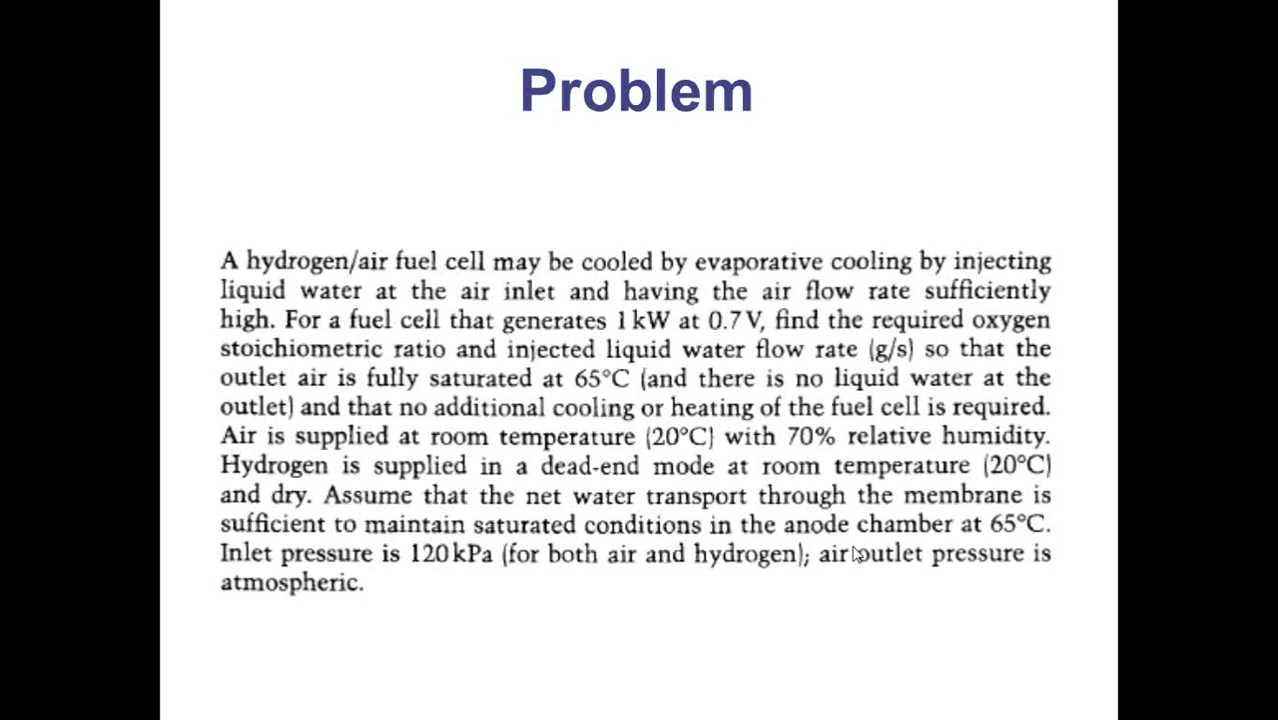 Problem
A hydrogen/air fuel cell may be cooled by evaporative cooling by injecting
liquid water at the air inlet and having the air flow rate sufficiently
high. For a fuel cell that generates 1 kW at 0.7 V, find the required oxygen
stoichiometric ratio and injected liquid water flow rate (g/s) so that the
outlet air is fully saturated at 65°C (and there is no liquid water at the
outlet) and that no additional cooling or heating of the fuel cell is required.
Air is supplied at room temperature (20°C) with 70% relative humidity.
Hydrogen is supplied in a dead-end mode at room temperature (20°C)
and dry. Assume that the net water transport through the membrane is
sufficient to maintain saturated conditions in the anode chamber at 65°C.
Inlet pressure is 120 kPa (for both air and hydrogen); air outlet pressure is
atmospheric.